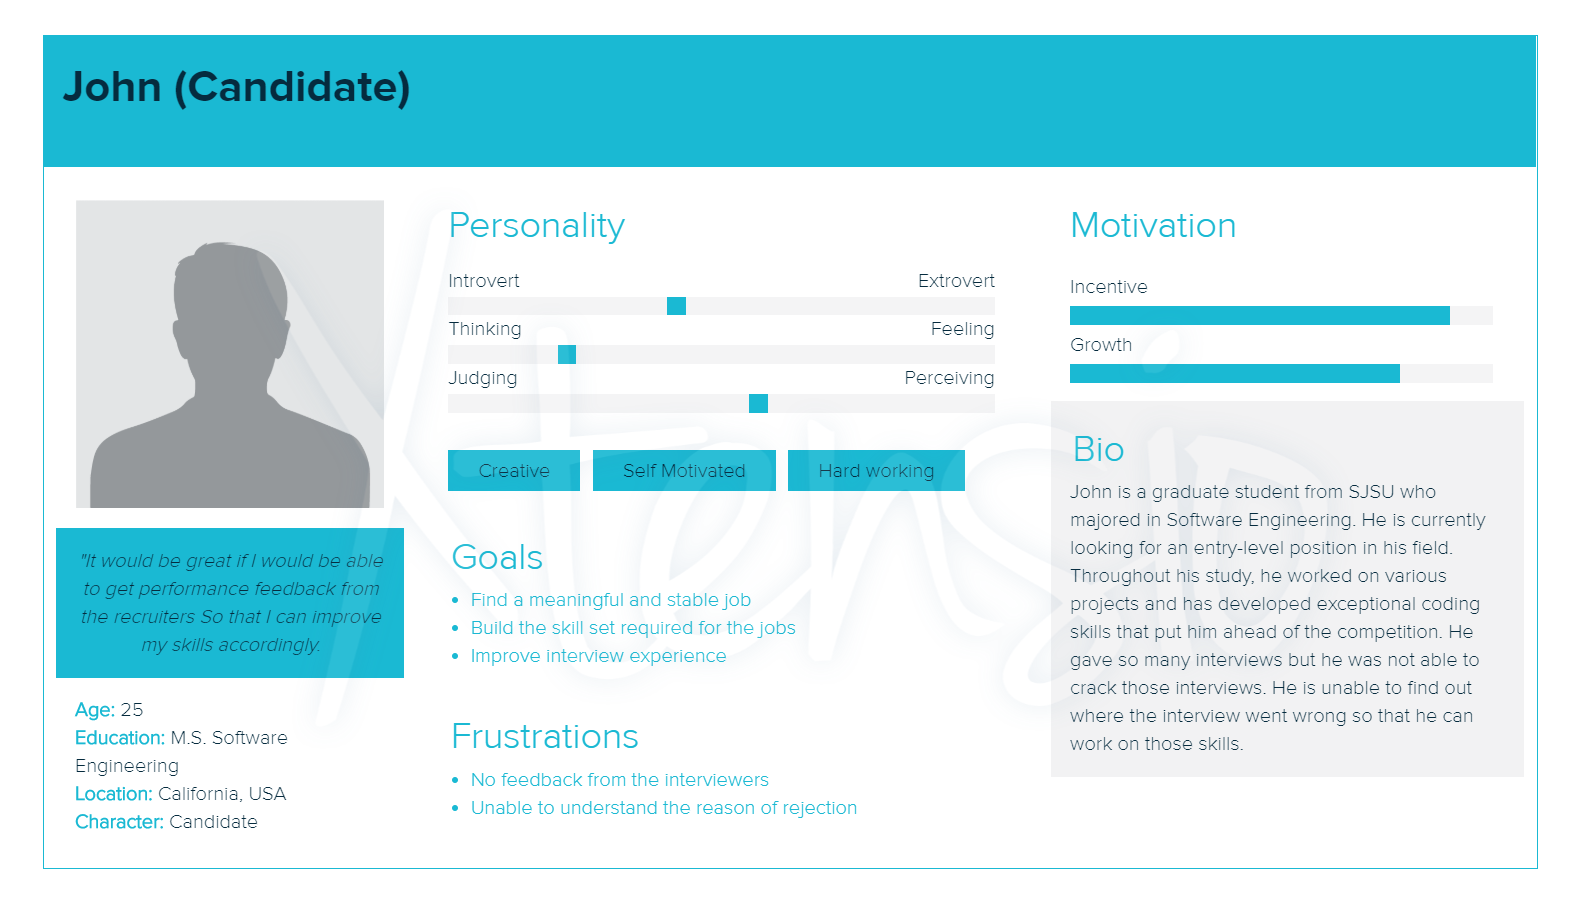 John (Candidate)
"It would be great if I would be able
to get performance feedback from
the recruiters So that I can improve
my skills accordingly.
Age: 25
Education: M.S. Software
Engineering
Location: California, USA
Character: Candidate
Personality
Introvert Extrovert
Thinking Feeling
Judging Perceiving
Creative Self Motivated Hard working
Goals
• Find a meaningful and stable job
• Build the skill set required for the jobs
• Improve interview experience
Frustrations
• No feedback from the interviewers
• Unable to understand the reason of rejection
Motivation
Incentive
Growth
Bio
John is a graduate student from SJSU who
majored in Software Engineering. He is currently
looking for an entry-level position in his field.
Throughout his study, he worked on various
projects and has developed exceptional coding
skills that put him ahead of the competition. He
gave so many interviews but he was not able to
crack those interviews. He is unable to find out
where the interview went wrong so that he can
work on those skills.
Xtensio